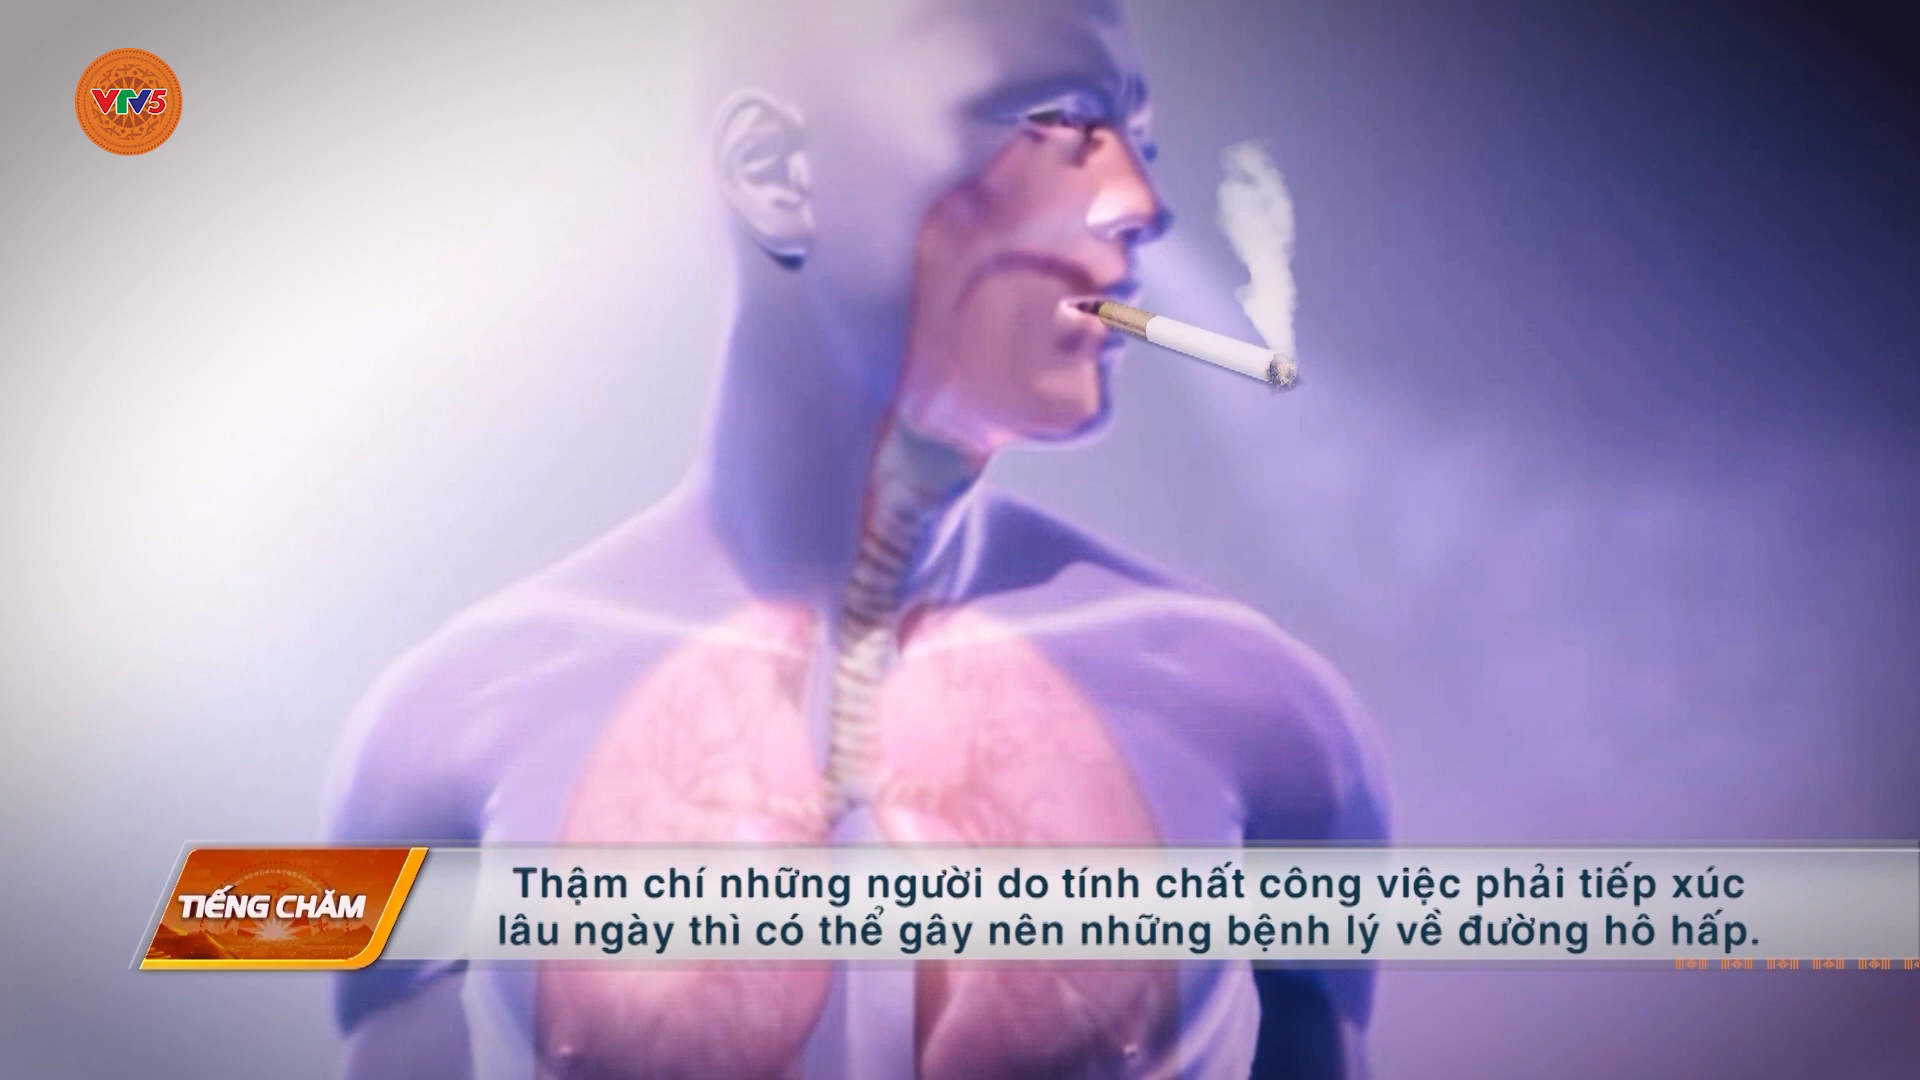 VTV5
TIẾNG CHĂM
Thậm chí những người do tính chất công việc phải tiếp xúc
lâu ngày thì có thể gây nên những bệnh lý về đường hô hấp.